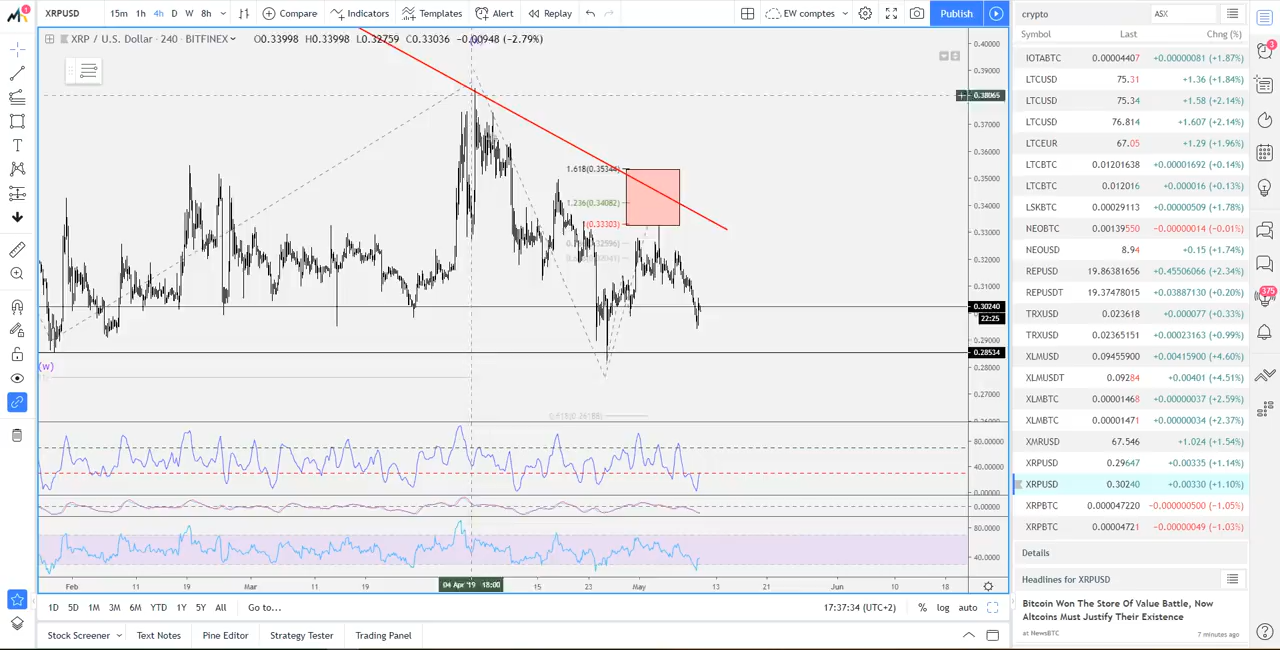 XRPUSD 15m 1h 4h D W 8h Compare Indicators Templates Alert Replay EW comptes Publish
XRP / U.S. Dollar · 240 · BITFINEX O0.33998 H0.33998 L0.32759 C0.33036 −0.00948 (−2.79%)
0.40000
0.39000
0.38065
0.37000
0.36000
0.35000
0.34000
0.33000
0.32000
0.31000
0.30240
22:25
0.29000
0.28534
0.28000
0.27000
1.618(0.35344)
1.236(0.34082)
1(0.33303)
(w)
0.618(0.26188)
80.00000
40.00000
0.00000
0.00000
80.00000
40.00000
Feb 11 19 Mar 11 19 04 Apr '19 18:00 15 23 May 13 21 Jun 10 18
1D 5D 1M 3M 6M YTD 1Y 5Y All Go to... 17:37:34 (UTC+2) % log auto
Stock Screener Text Notes Pine Editor Strategy Tester Trading Panel
crypto ASX
Symbol Last Chng (%)
IOTABTC 0.00004407 +0.00000081 (+1.87%)
LTCUSD 75.31 +1.36 (+1.84%)
LTCUSD 75.34 +1.58 (+2.14%)
LTCUSD 76.814 +1.607 (+2.14%)
LTCEUR 67.05 +1.29 (+1.96%)
LTCBTC 0.01201638 +0.00001692 (+0.14%)
LTCBTC 0.012016 +0.000016 (+0.13%)
LSKBTC 0.00029113 +0.00000509 (+1.78%)
NEOBTC 0.00139550 −0.00000014 (−0.01%)
NEOUSD 8.94 +0.15 (+1.74%)
REPUSD 19.86381656 +0.45506066 (+2.34%)
REPUSDT 19.37478015 +0.03887130 (+0.20%)
TRXUSD 0.023618 +0.000077 (+0.33%)
TRXUSD 0.02365151 +0.00023163 (+0.99%)
XLMUSD 0.09455900 +0.00415900 (+4.60%)
XLMUSDT 0.09284 +0.00401 (+4.51%)
XLMBTC 0.00001468 +0.00000037 (+2.59%)
XLMBTC 0.00001471 +0.00000034 (+2.37%)
XMRUSD 67.546 +1.024 (+1.54%)
XRPUSD 0.29647 +0.00335 (+1.14%)
XRPUSD 0.30240 +0.00330 (+1.10%)
XRPBTC 0.000047220 −0.000000500 (−1.05%)
XRPBTC 0.00004721 −0.00000049 (−1.03%)
Details
Headlines for XRPUSD
Bitcoin Won The Store Of Value Battle, Now
Altcoins Must Justify Their Existence
at NewsBTC 7 minutes ago
1
3
375